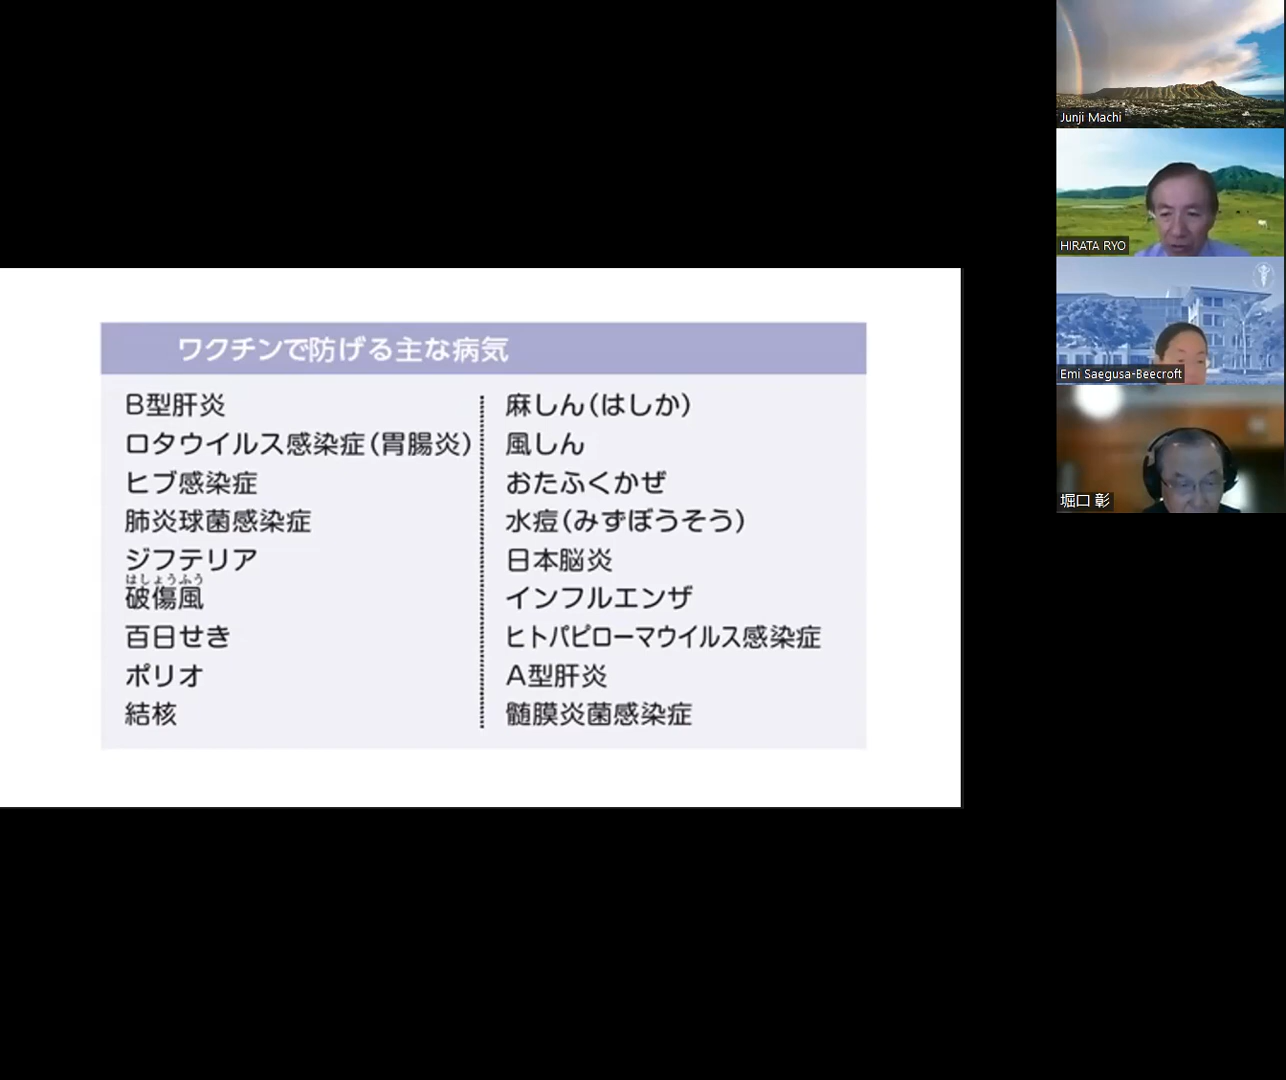 ワクチンで防げる主な病気
B型肝炎
ロタウイルス感染症(胃腸炎)
ヒブ感染症
肺炎球菌感染症
ジフテリア
はしょうふう
破傷風
百日せき
ポリオ
結核
麻しん(はしか)
風しん
おたふくかぜ
水痘(みずぼうそう)
日本脳炎
インフルエンザ
ヒトパピローマウイルス感染症
A型肝炎
髄膜炎菌感染症
Junji Machi
HIRATA RYO
Emi Saegusa-Beecroft
堀口 彰